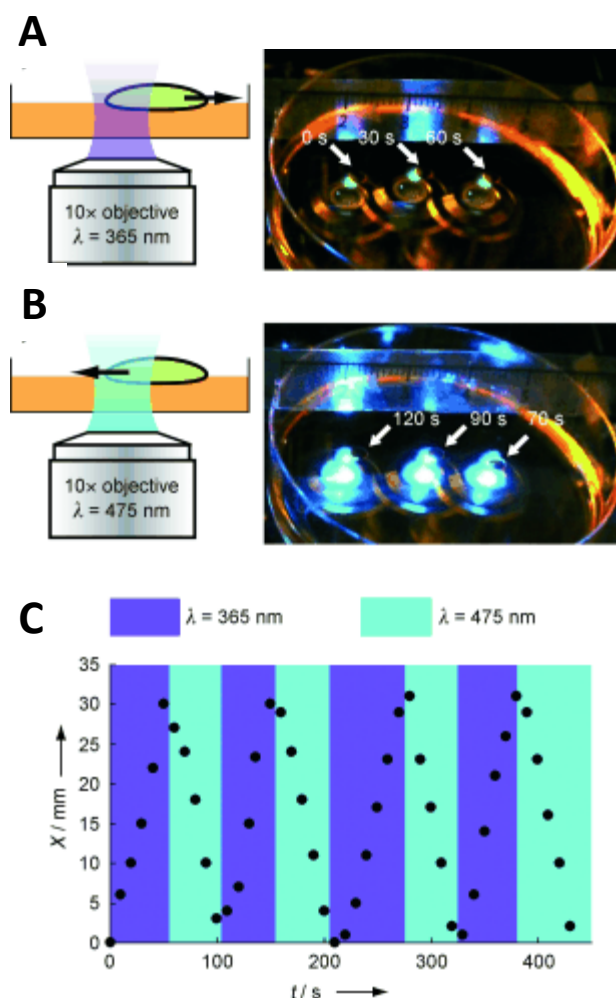 A
10× objective
λ = 365 nm
0 s 30 s 60 s
B
10× objective
λ = 475 nm
120 s 90 s 70 s
C
λ = 365 nm λ = 475 nm
35
30
25
20
15
10
5
0
X / mm
0 100 200 300 400
t / s